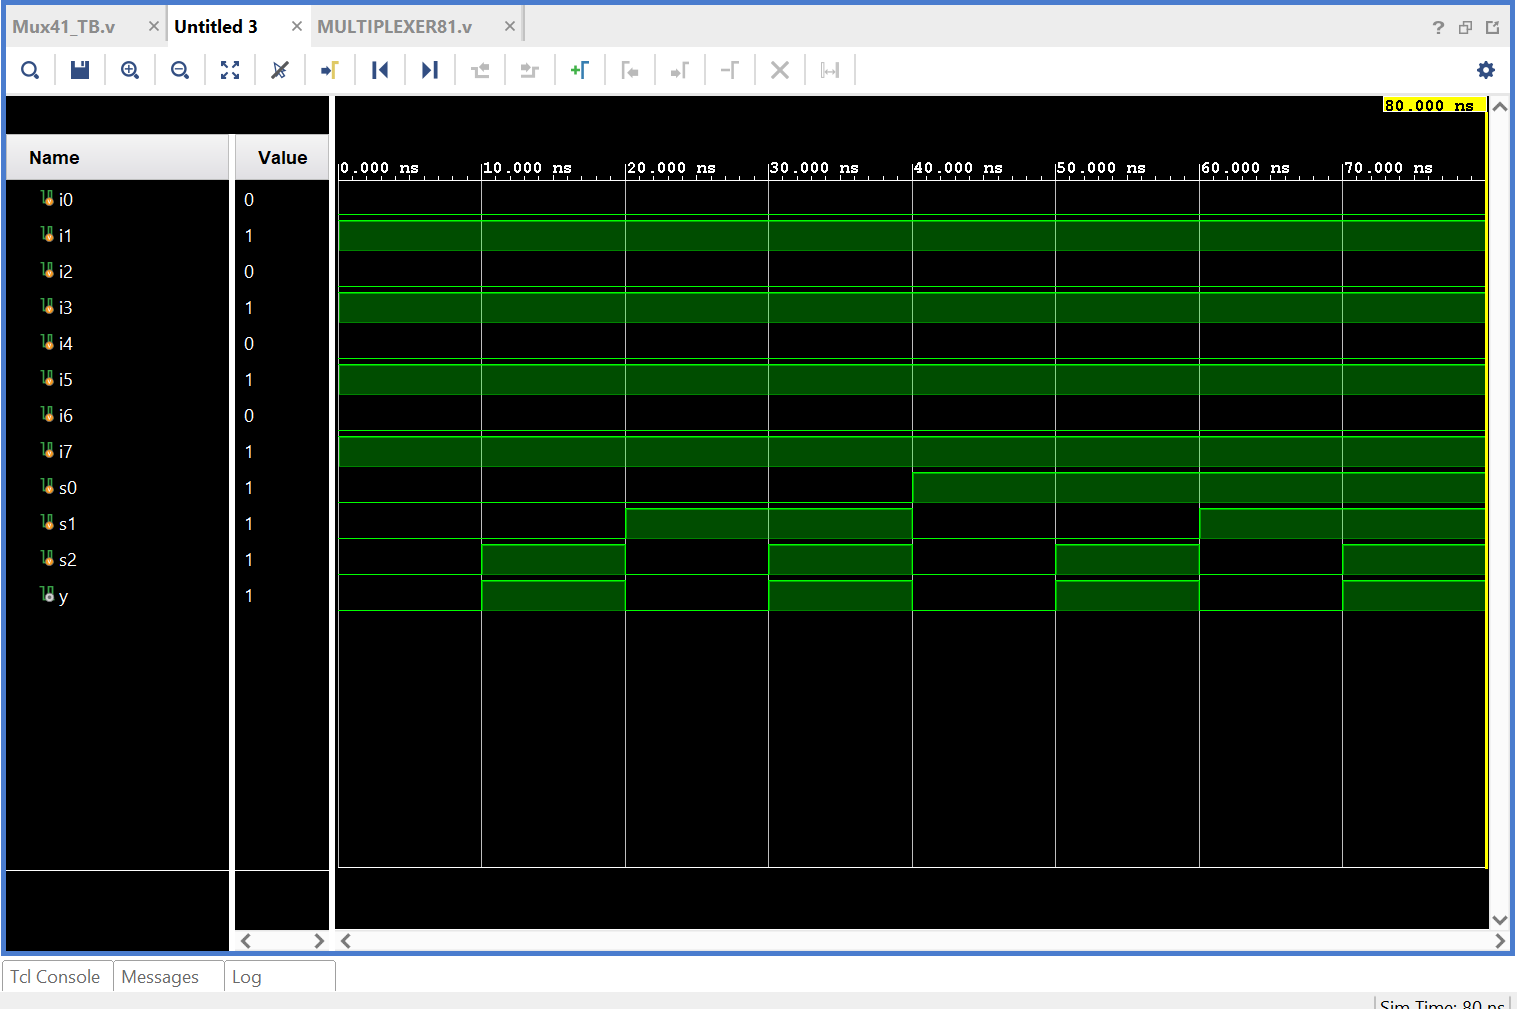 Mux41_TB.v × Untitled 3 × MULTIPLEXER81.v × ?
80.000 ns
Name Value
0.000 ns 10.000 ns 20.000 ns 30.000 ns 40.000 ns 50.000 ns 60.000 ns 70.000 ns
i0 0
i1 1
i2 0
i3 1
i4 0
i5 1
i6 0
i7 1
s0 1
s1 1
s2 1
y 1
Tcl Console Messages Log
Sim Time: 80 ns